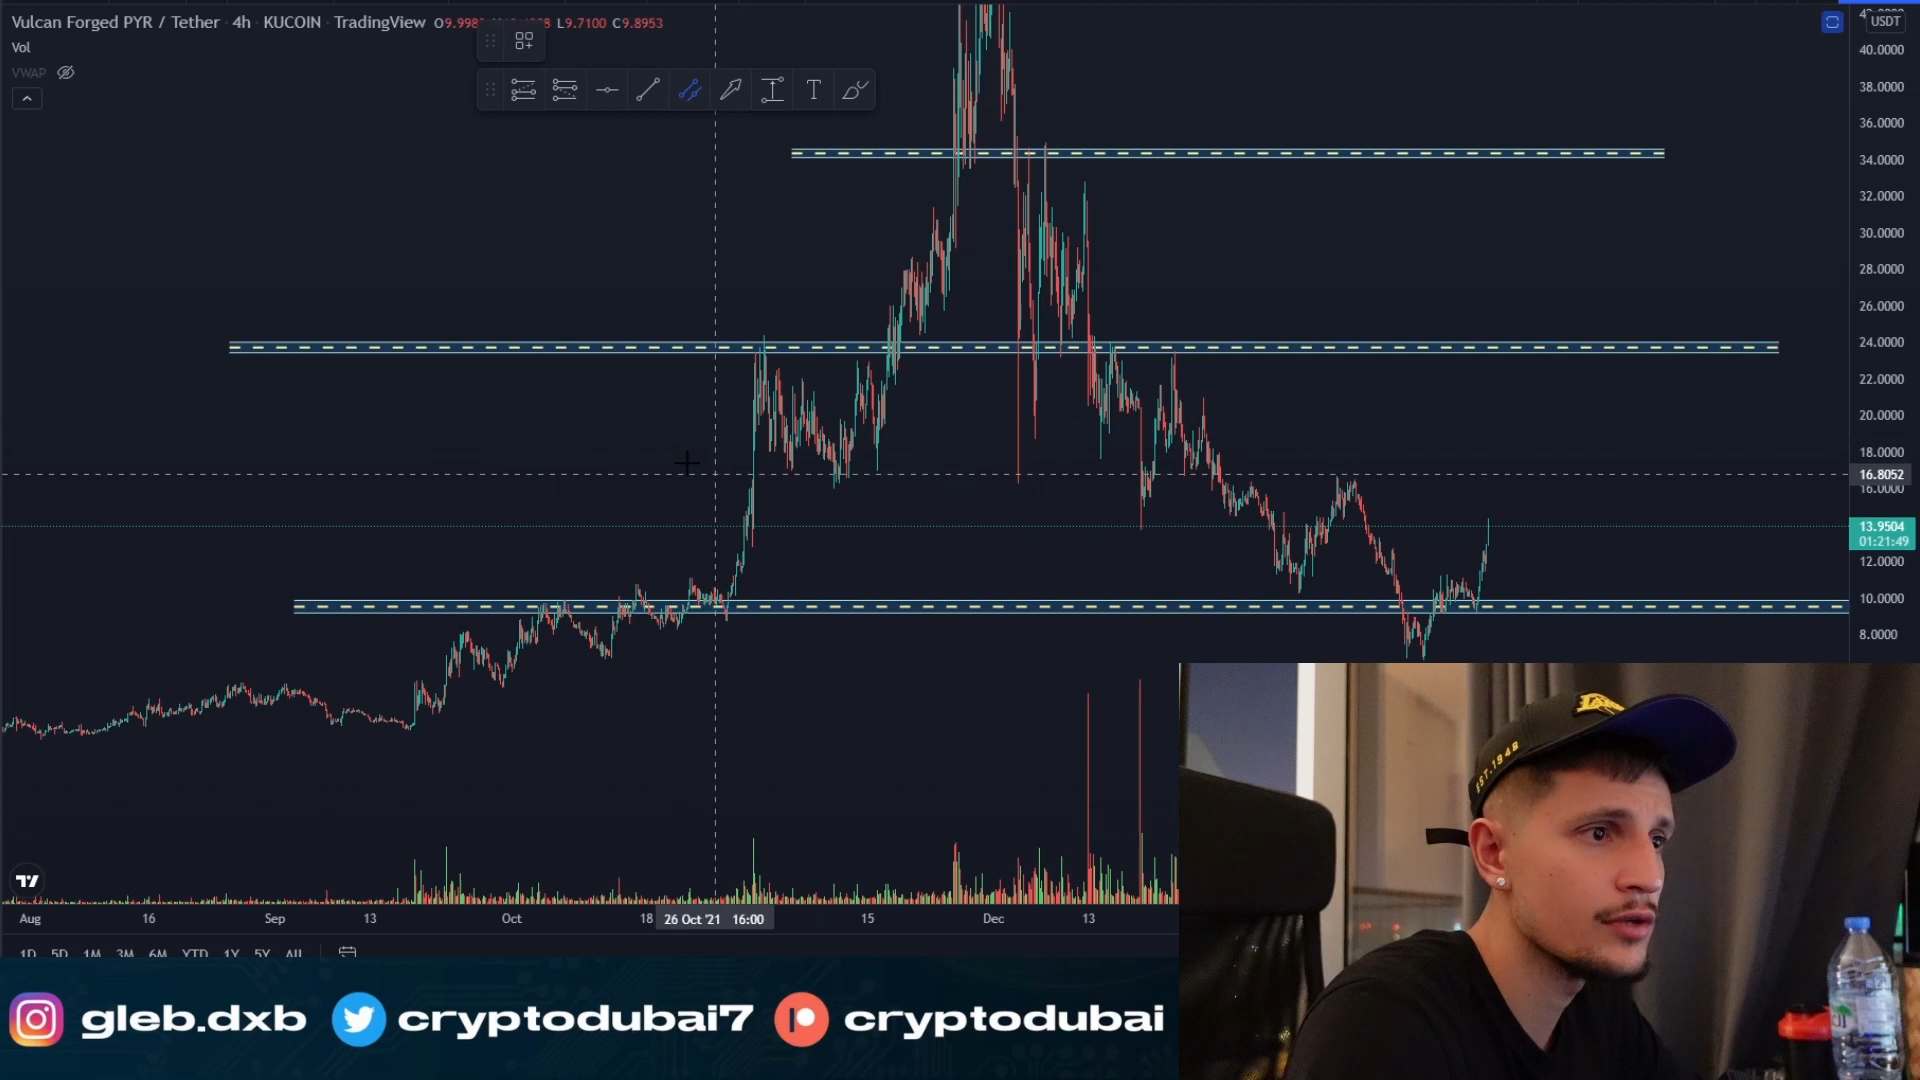 Vulcan Forged PYR / Tether · 4h · KUCOIN · TradingView L9.7100 C9.8953
Vol
VWAP
USDT
40.0000
38.0000
36.0000
34.0000
32.0000
30.0000
28.0000
26.0000
24.0000
22.0000
20.0000
18.0000
16.8052
16.0000
13.9504
01:21:49
12.0000
10.0000
8.0000
Aug 16 Sep 13 Oct 18 26 Oct '21 16:00 15 Dec 13
1D 5D 1M 3M 6M YTD 1Y 5Y All
EST.1948
gleb.dxb cryptodubai7 cryptodubai